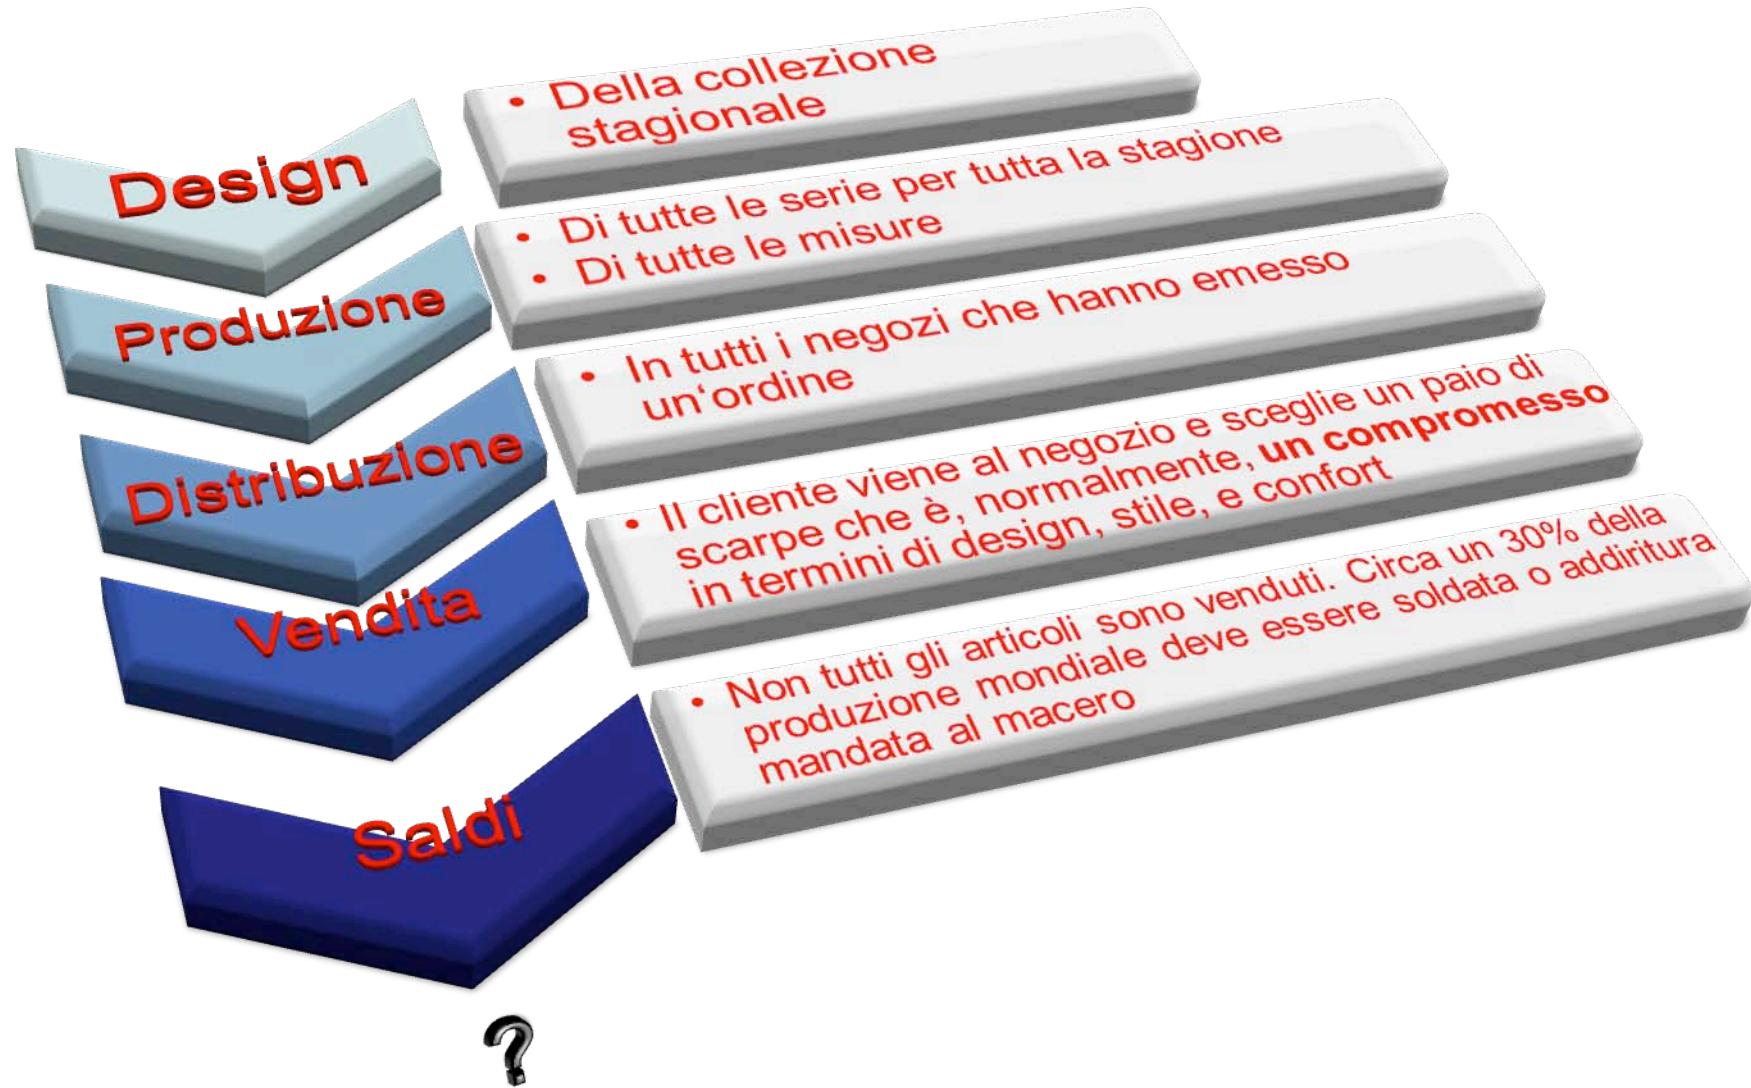 Design
• Della collezione
stagionale
Produzione
• Di tutte le serie per tutta la stagione
• Di tutte le misure
Distribuzione
• In tutti i negozi che hanno emesso
un‘ordine
Vendita
• Il cliente viene al negozio e sceglie un paio di
scarpe che è, normalmente, un compromesso
in termini di design, stile, e confort
Saldi
• Non tutti gli articoli sono venduti. Circa un 30% della
produzione mondiale deve essere soldata o addiritura
mandata al macero
?